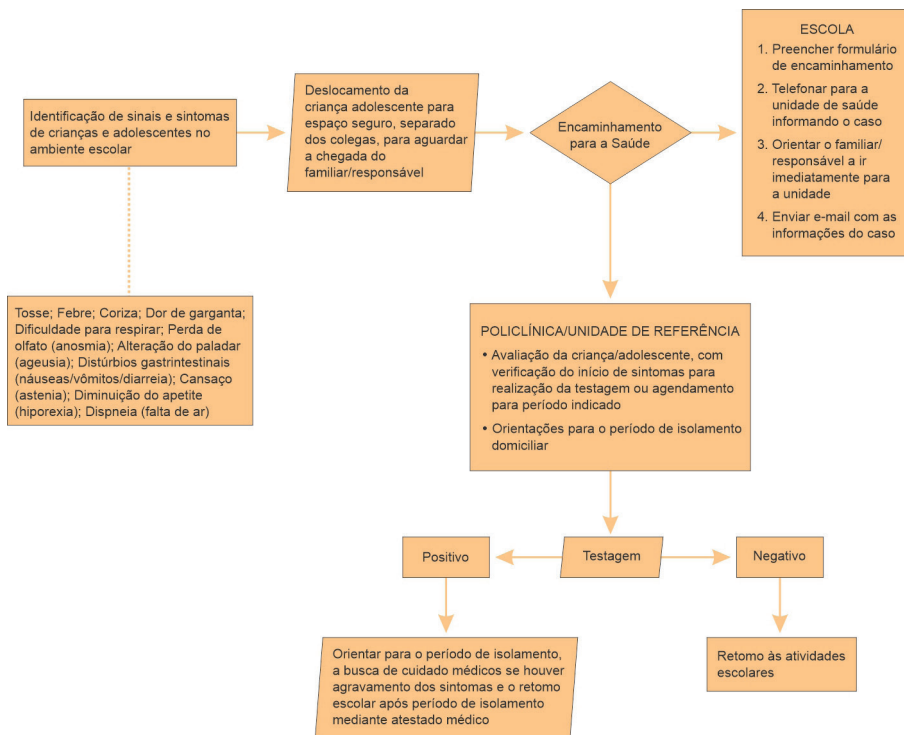 Identificação de sinais e sintomas
de crianças e adolescentes no
ambiente escolar
Deslocamento da
criança adolescente para
espaço seguro, separado
dos colegas, para aguardar
a chegada do
familiar/responsável
Encaminhamento
para a Saúde
ESCOLA
1. Preencher formulário
de encaminhamento
2. Telefonar para a
unidade de saúde
informando o caso
3. Orientar o familiar/
responsável a ir
imediatamente para
a unidade
4. Enviar e-mail com as
informações do caso
Tosse; Febre; Coriza; Dor de garganta;
Dificuldade para respirar; Perda de
olfato (anosmia); Alteração do paladar
(ageusia); Distúrbios gastrintestinais
(náuseas/vômitos/diarreia); Cansaço
(astenia); Diminuição do apetite
(hiporexia); Dispneia (falta de ar)
POLICLÍNICA/UNIDADE DE REFERÊNCIA
• Avaliação da criança/adolescente, com
verificação do início de sintomas para
realização da testagem ou agendamento
para período indicado
• Orientações para o período de isolamento
domiciliar
Positivo
Testagem
Negativo
Orientar para o período de isolamento,
a busca de cuidado médicos se houver
agravamento dos sintomas e o retomo
escolar após período de isolamento
mediante atestado médico
Retomo às atividades
escolares